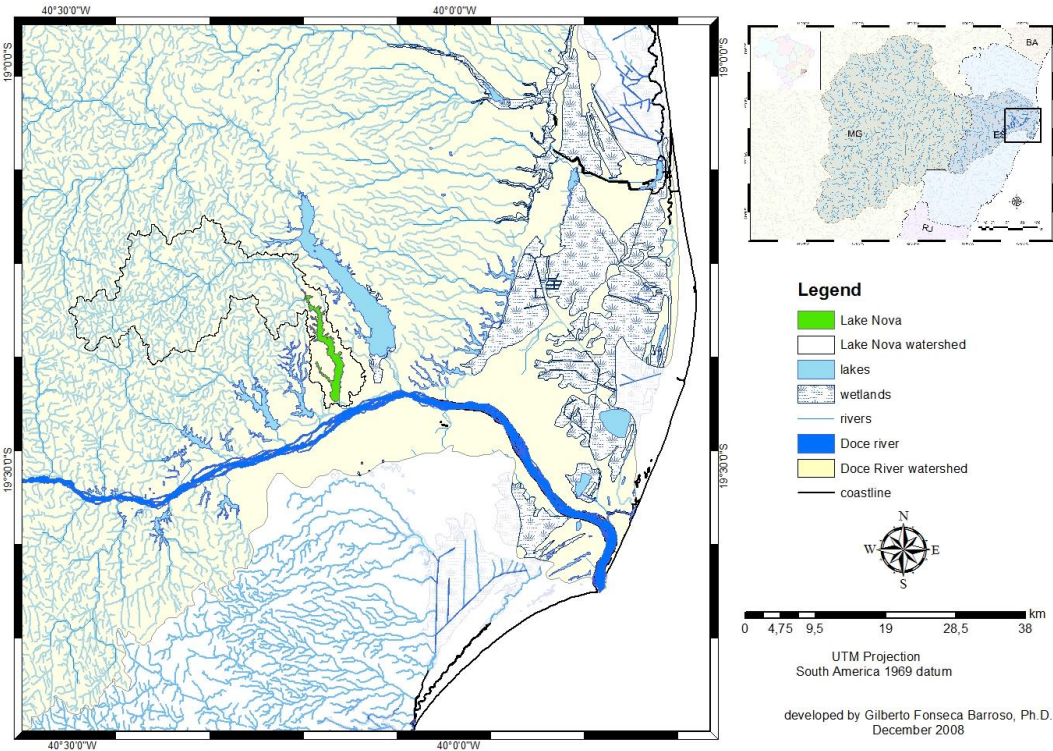 40°30'0"W
40°0'0"W
19°0'0"S
19°0'0"S
19°30'0"S
19°30'0"S
40°30'0"W
40°0'0"W
BA
MG
ES
RJ
Legend
Lake Nova
Lake Nova watershed
lakes
wetlands
rivers
Doce river
Doce River watershed
coastline
N
W
E
S
km
0 4,75 9,5 19 28,5 38
UTM Projection
South America 1969 datum
developed by Gilberto Fonseca Barroso, Ph.D.
December 2008